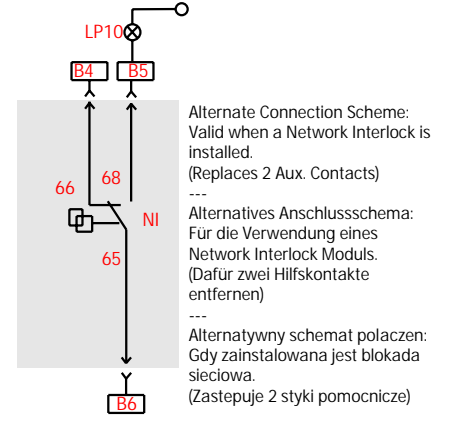 LP10
B4 B5
Alternate Connection Scheme:
Valid when a Network Interlock is
installed.
(Replaces 2 Aux. Contacts)
---
Alternatives Anschlussschema:
Für die Verwendung eines
Network Interlock Moduls.
(Dafür zwei Hilfskontakte
entfernen)
---
Alternatywny schemat polaczen:
Gdy zainstalowana jest blokada
sieciowa.
(Zastepuje 2 styki pomocnicze)
66 68
NI
65
B6